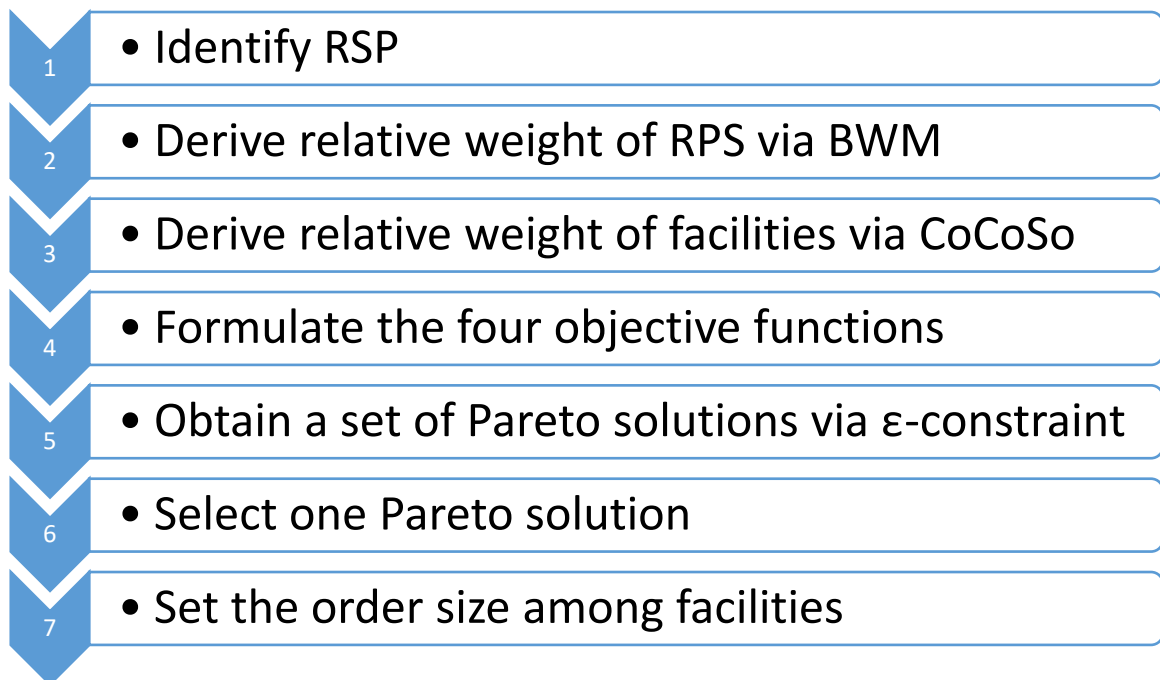 1
• Identify RSP
2
• Derive relative weight of RPS via BWM
3
• Derive relative weight of facilities via CoCoSo
4
• Formulate the four objective functions
5
• Obtain a set of Pareto solutions via ε-constraint
6
• Select one Pareto solution
7
• Set the order size among facilities